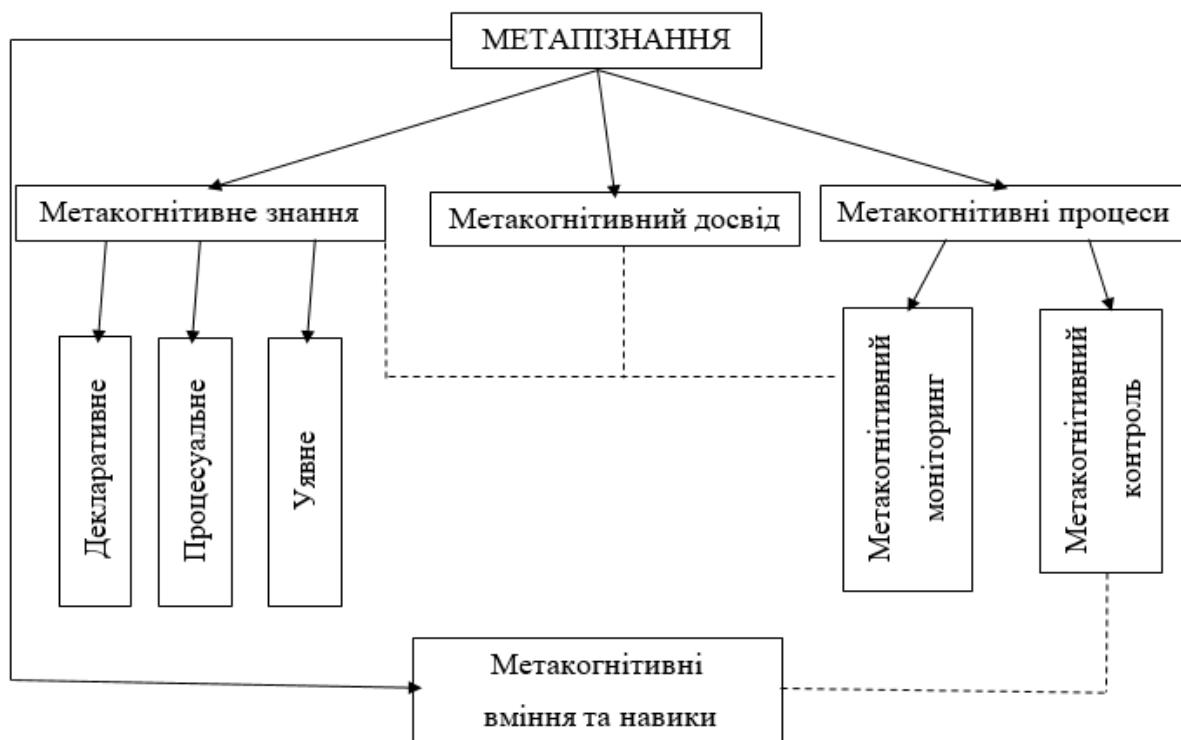 МЕТАПІЗНАННЯ
Метакогнітивне знання
Метакогнітивний досвід
Метакогнітивні процеси
Декларативне
Процесуальне
Уявне
Метакогнітивний
моніторинг
Метакогнітивний
контроль
Метакогнітивні
вміння та навики